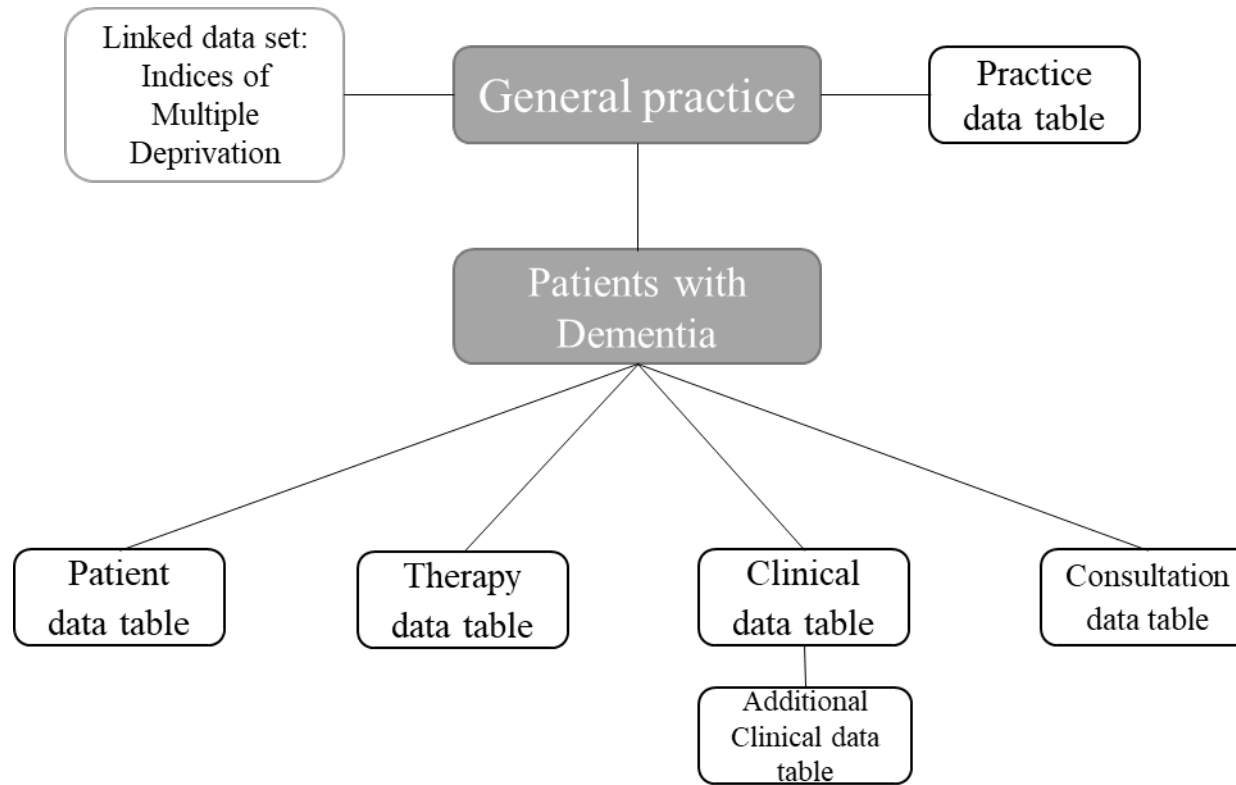 Linked data set:
Indices of
Multiple
Deprivation
General practice
Practice
data table
Patients with
Dementia
Patient
data table
Therapy
data table
Clinical
data table
Consultation
data table
Additional
Clinical data
table